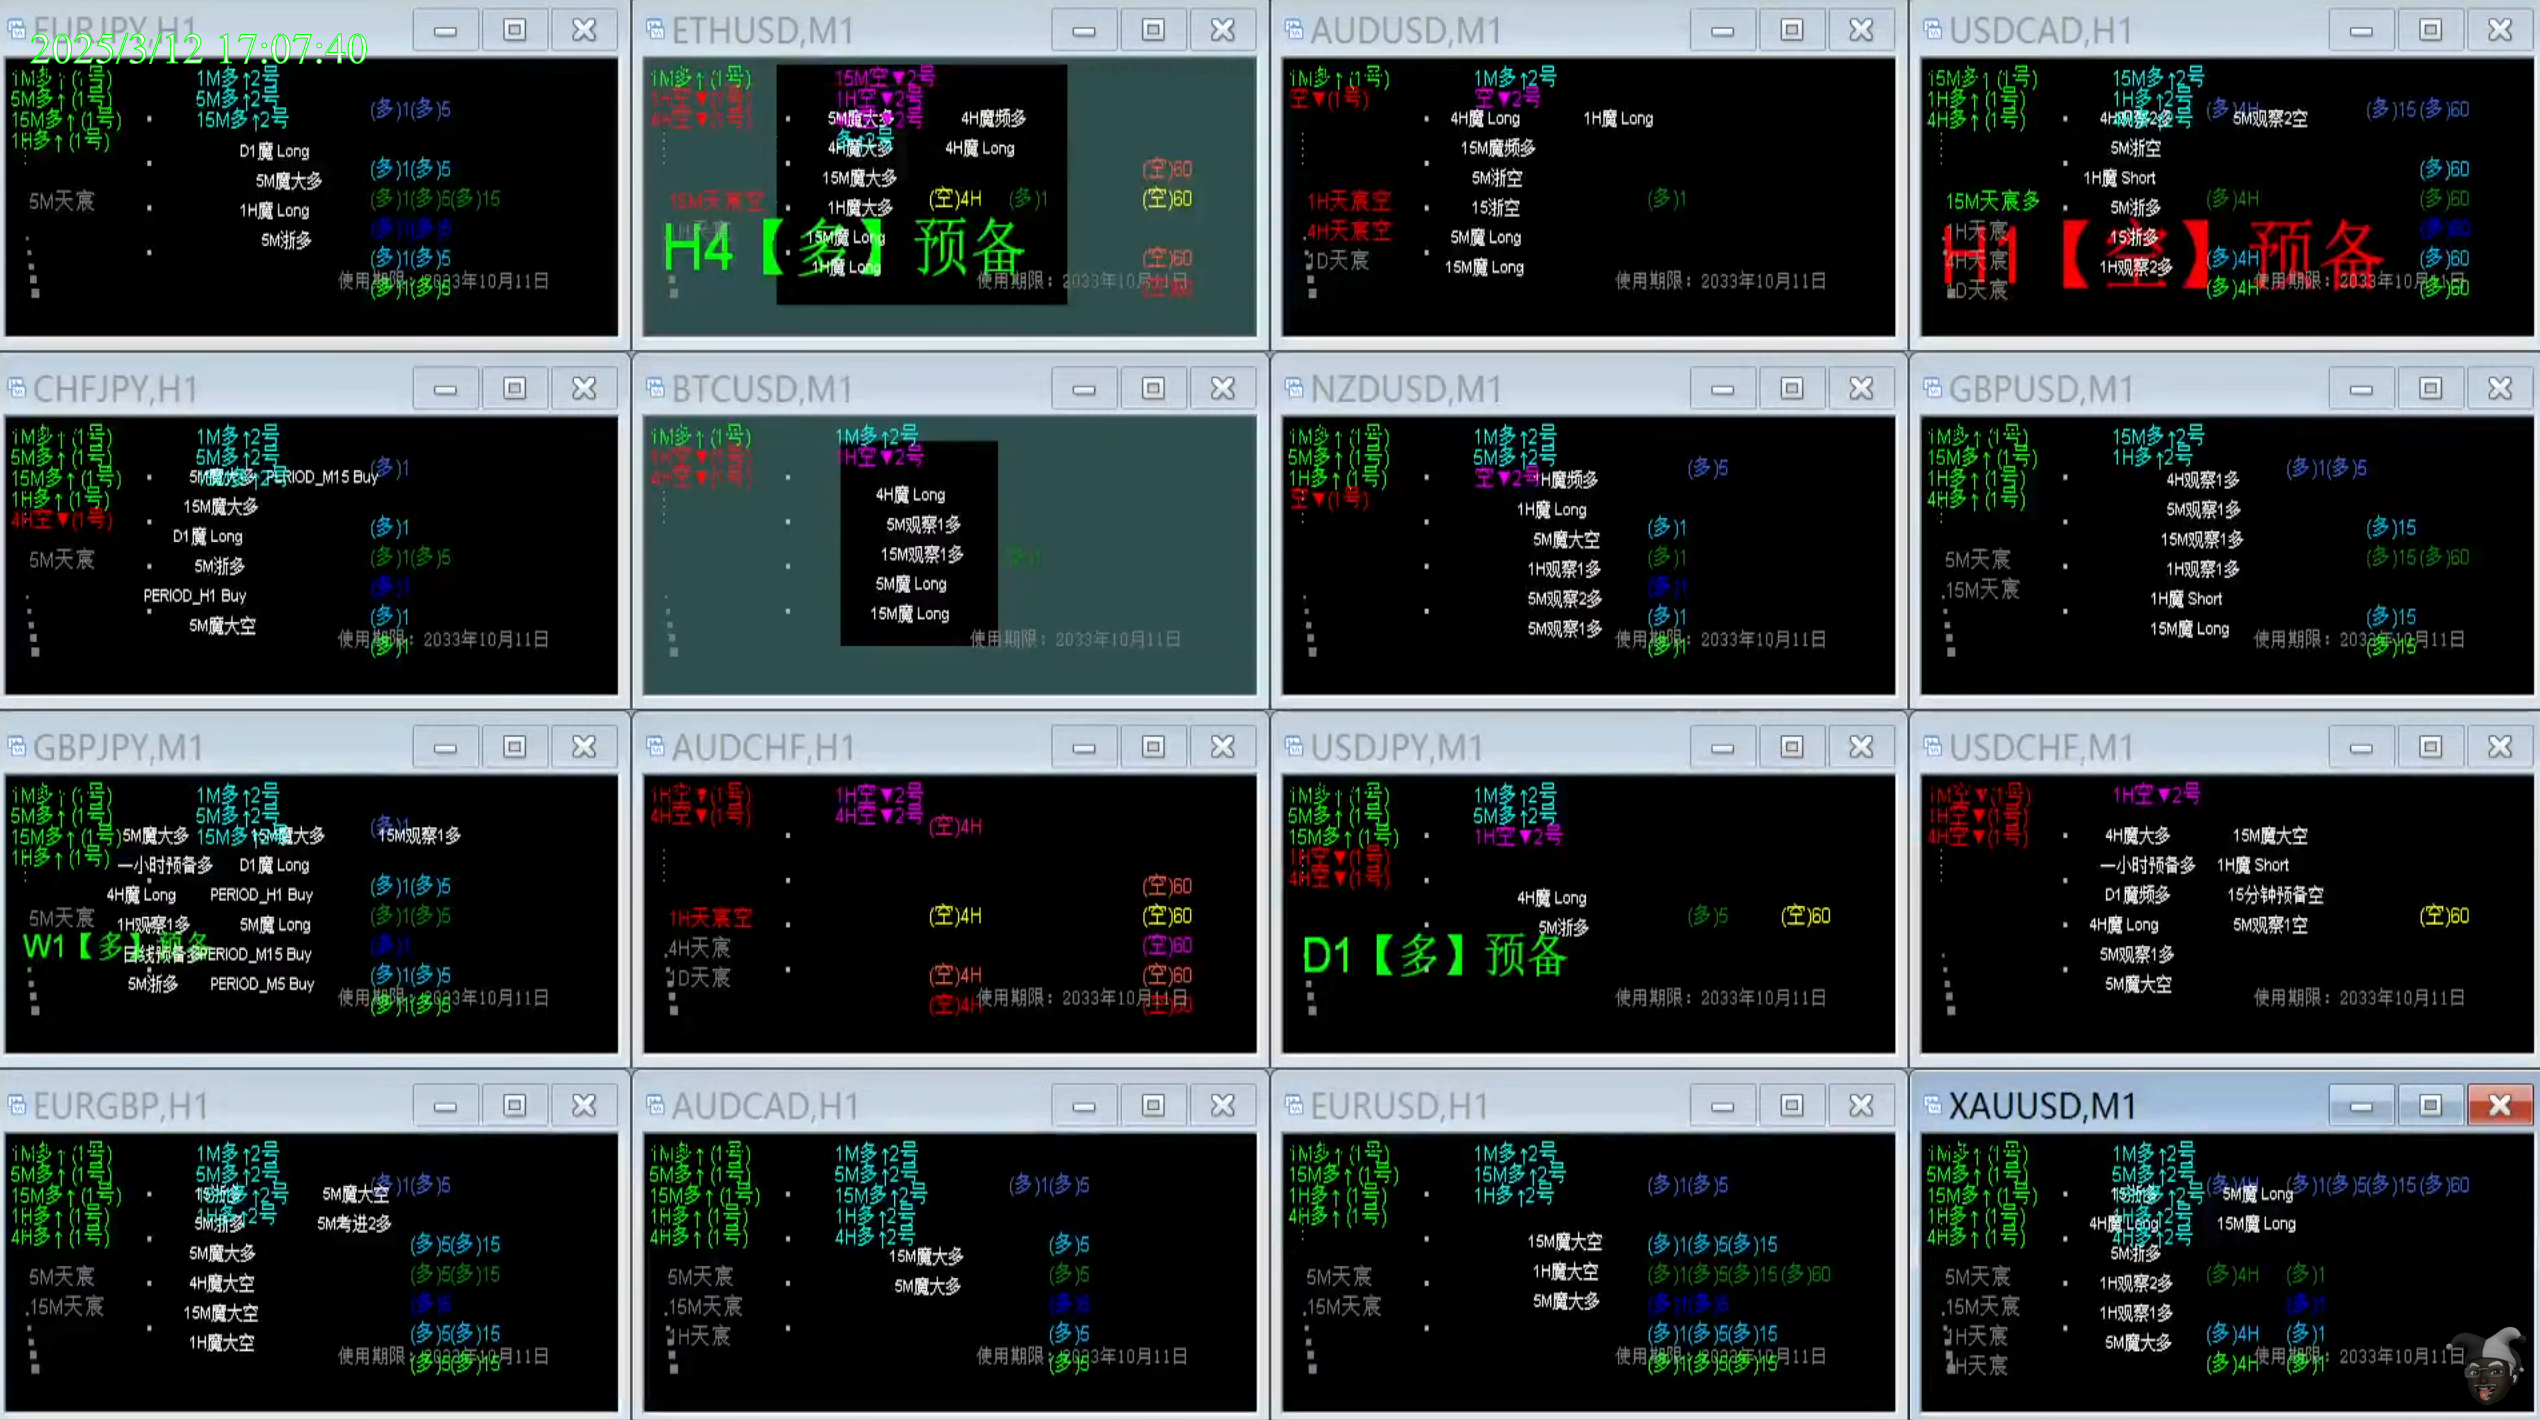 EURJPY,H1
2025/3/12 17:07:40
1M多↑(1号)
5M多↑(1号)
15M多↑(1号)
1H多↑(1号)
1M多↑2号
5M多↑2号
15M多↑2号
(多)1(多)5
D1魔 Long
5M魔大多
1H魔 Long
5M浙多
5M天宸
(多)1(多)5
(多)1(多)5(多)15
(多)1(多)5
(多)1(多)5
(多)1(多)5
使用期限：2033年10月11日
ETHUSD,M1
1M多↑(1号)
1H空▼(1号)
4H空▼(1号)
15M空▼2号
1H空▼2号
5M魔大多 4H魔频多
4H魔大多 4H魔 Long
15M魔大多
1H魔大多
15M魔 Long
1H魔 Long
15M天宸空
(空)60
(空)4H (多)1 (空)60
(空)60
H4【多】预备
使用期限：2033年10月11日
AUDUSD,M1
1M多↑(1号)
空▼(1号)
1M多↑2号
空▼2号
4H魔 Long 1H魔 Long
15M魔频多
5M浙空
15浙空
5M魔 Long
15M魔 Long
1H天宸空
4H天宸空
1D天宸
(多)1
使用期限：2033年10月11日
USDCAD,H1
15M多↑(1号)
1H多↑(1号)
4H多↑(1号)
15M多↑2号
1H多↑2号
(多)4H (多)15(多)60
4H观察2多 5M观察2空
5M浙空
1H魔 Short
5M浙多
15浙多
1H观察2多
15M天宸多
1H天宸
4H天宸
1D天宸
(多)60
(多)4H (多)60
(多)60
(多)4H (多)60
(多)4H (多)60
H1【空】预备
使用期限：2033年10月11日
CHFJPY,H1
1M多↑(1号)
5M多↑(1号)
15M多↑(1号)
1H多↑(1号)
4H空▼(1号)
1M多↑2号
5M多↑2号
(多)1
5M魔大多 PERIOD_M15 Buy
15M魔大多
D1魔 Long
5M浙多
PERIOD_H1 Buy
5M魔大空
5M天宸
(多)1
(多)1(多)5
(多)1
(多)1
(多)1
使用期限：2033年10月11日
BTCUSD,M1
1M多↑(1号)
1H空▼(1号)
4H空▼(1号)
1M多↑2号
1H空▼2号
4H魔 Long
5M观察1多
15M观察1多
5M魔 Long
15M魔 Long
使用期限：2033年10月11日
NZDUSD,M1
1M多↑(1号)
5M多↑(1号)
1H多↑(1号)
空▼(1号)
1M多↑2号
5M多↑2号
空▼2号
(多)5
1H魔频多
1H魔 Long
5M魔大空
1H观察1多
5M观察2多
5M观察1多
(多)1
(多)1
(多)1
(多)1
(多)1
使用期限：2033年10月11日
GBPUSD,M1
1M多↑(1号)
15M多↑(1号)
1H多↑(1号)
4H多↑(1号)
15M多↑2号
1H多↑2号
(多)1(多)5
4H观察1多
5M观察1多
15M观察1多
1H观察1多
1H魔 Short
15M魔 Long
5M天宸
15M天宸
(多)15
(多)15(多)60
(多)15
(多)15
使用期限：2033年10月11日
GBPJPY,M1
1M多↑(1号)
5M多↑(1号)
15M多↑(1号)
1H多↑(1号)
1M多↑2号
5M多↑2号
(多)1
5M魔大多 15M魔大多 15M观察1多
一小时预备多 D1魔 Long
4H魔 Long PERIOD_H1 Buy
1H观察1多 5M魔 Long
日线预备多 PERIOD_M15 Buy
5M浙多 PERIOD_M5 Buy
5M天宸
W1【多】预备
(多)1(多)5
(多)1(多)5
(多)1
(多)1(多)5
(多)1(多)5
使用期限：2033年10月11日
AUDCHF,H1
1H空▼(1号)
4H空▼(1号)
1H空▼2号
4H空▼2号
(空)4H
1H天宸空
4H天宸
1D天宸
(空)60
(空)4H (空)60
(空)60
(空)4H (空)60
(空)4H (空)60
使用期限：2033年10月11日
USDJPY,M1
1M多↑(1号)
5M多↑(1号)
15M多↑(1号)
1H空▼(1号)
4H空▼(1号)
1M多↑2号
5M多↑2号
1H空▼2号
4H魔 Long
5M浙多
(多)5 (空)60
D1【多】预备
使用期限：2033年10月11日
USDCHF,M1
1M空▼(1号)
1H空▼(1号)
4H空▼(1号)
1H空▼2号
4H魔大多 15M魔大空
一小时预备多 1H魔 Short
D1魔频多 15分钟预备空
4H魔 Long 5M观察1空
5M观察1多
5M魔大空
(空)60
使用期限：2033年10月11日
EURGBP,H1
1M多↑(1号)
5M多↑(1号)
15M多↑(1号)
1H多↑(1号)
4H多↑(1号)
1M多↑2号
5M多↑2号
15M多↑2号
1H多↑2号
(多)1(多)5
15浙多 5M魔大空
5M浙多 5M考进2多
5M魔大多
4H魔大空
15M魔大空
1H魔大空
5M天宸
15M天宸
(多)5(多)15
(多)5(多)15
(多)5
(多)5(多)15
(多)5(多)15
使用期限：2033年10月11日
AUDCAD,H1
1M多↑(1号)
5M多↑(1号)
15M多↑(1号)
1H多↑(1号)
4H多↑(1号)
1M多↑2号
5M多↑2号
15M多↑2号
1H多↑2号
4H多↑2号
(多)1(多)5
15M魔大多
5M魔大多
5M天宸
15M天宸
1H天宸
(多)5
(多)5
(多)5
(多)5
(多)5
使用期限：2033年10月11日
EURUSD,H1
1M多↑(1号)
15M多↑(1号)
1H多↑(1号)
4H多↑(1号)
1M多↑2号
15M多↑2号
1H多↑2号
(多)1(多)5
15M魔大空
1H魔大空
5M魔大多
5M天宸
15M天宸
(多)1(多)5(多)15
(多)1(多)5(多)15(多)60
(多)1(多)5
(多)1(多)5(多)15
(多)1(多)5(多)15
使用期限：2033年10月11日
XAUUSD,M1
1M多↑(1号)
5M多↑(1号)
15M多↑(1号)
1H多↑(1号)
4H多↑(1号)
1M多↑2号
5M多↑2号
15M多↑2号
1H多↑2号
4H多↑2号
(多)4H (多)1(多)5(多)15(多)60
15浙多 5M魔 Long
4H魔 Long 15M魔 Long
5M浙多
1H观察2多
1H观察1多
5M魔大多
5M天宸
15M天宸
1H天宸
4H天宸
(多)4H (多)1
(多)1
(多)4H (多)1
(多)4H (多)1
使用期限：2033年10月11日